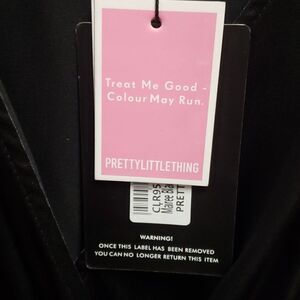 Treat Me Good -
Colour May Run.
PRETTYLITTLETHING
WARNING!
ONCE THIS LABEL HAS BEEN REMOVED
YOU CAN NO LONGER RETURN THIS ITEM